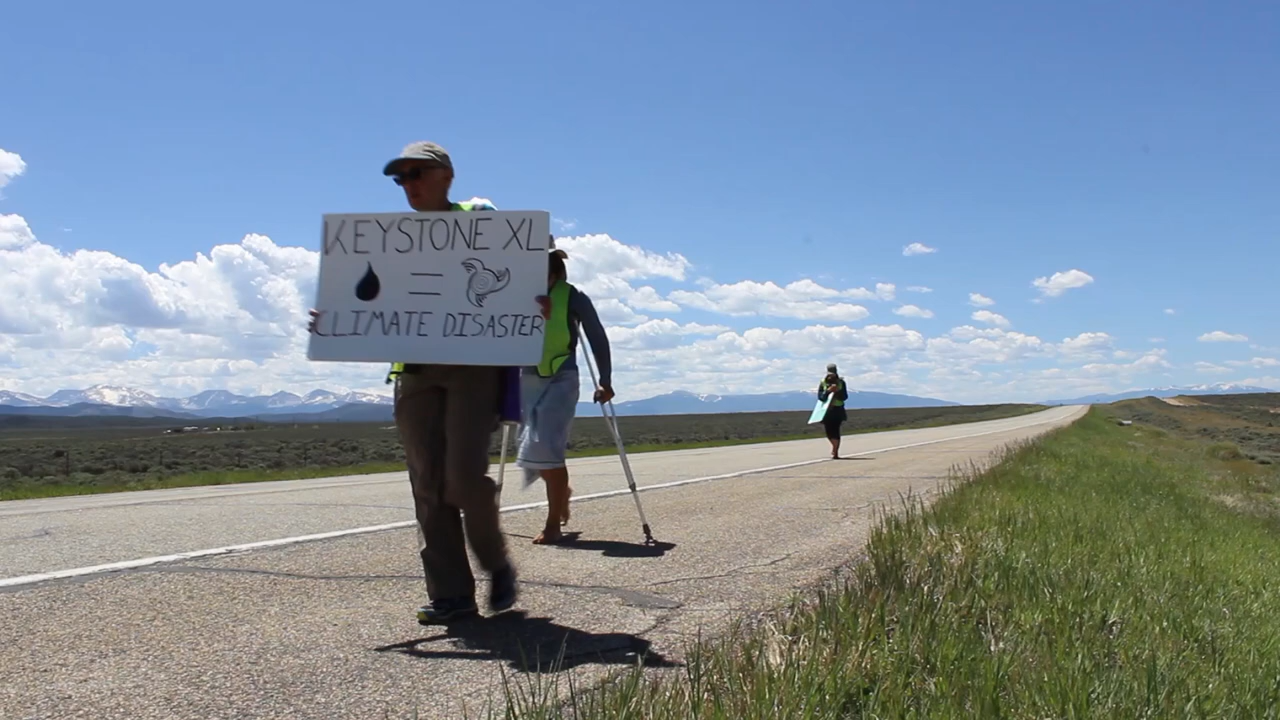 KEYSTONE XL
=
CLIMATE DISASTER